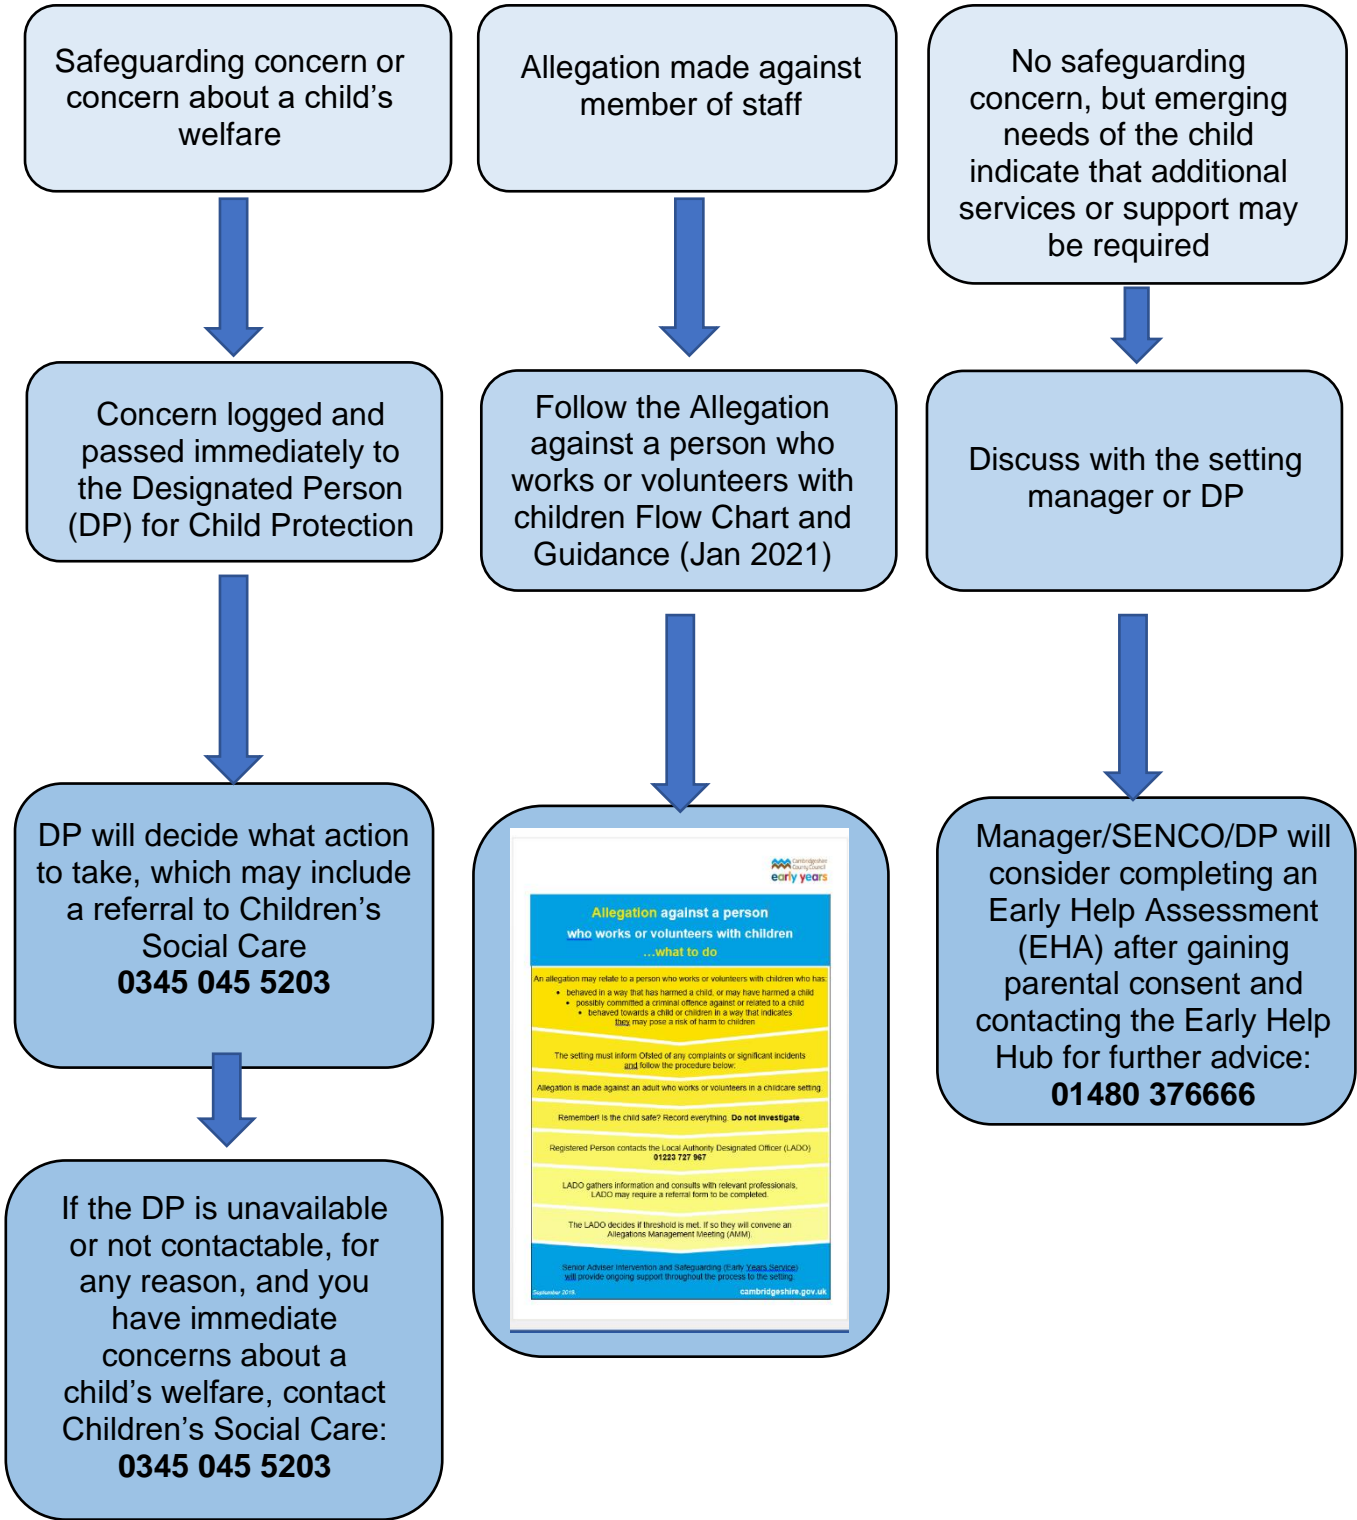 Safeguarding concern or
concern about a child's
welfare
Concern logged and
passed immediately to
the Designated Person
(DP) for Child Protection
DP will decide what action
to take, which may include
a referral to Children's
Social Care
0345 045 5203
If the DP is unavailable
or not contactable, for
any reason, and you
have immediate
concerns about a
child's welfare, contact
Children's Social Care:
0345 045 5203
Allegation made against
member of staff
Follow the Allegation
against a person who
works or volunteers with
children Flow Chart and
Guidance (Jan 2021)
Cambridgeshire
County Council
early years
Allegation against a person
who works or volunteers with children
...what to do
An allegation may relate to a person who works or volunteers with children who has:
• behaved in a way that has harmed a child, or may have harmed a child
• possibly committed a criminal offence against or related to a child
• behaved towards a child or children in a way that indicates
they may pose a risk of harm to children
The setting must inform Ofsted of any complaints or significant incidents
and follow the procedure below:
Allegation is made against an adult who works or volunteers in a childcare setting.
Remember! Is the child safe? Record everything. Do not investigate.
Registered Person contacts the Local Authority Designated Officer (LADO)
01223 727 967
LADO gathers information and consults with relevant professionals.
LADO may require a referral form to be completed.
The LADO decides if threshold is met. If so they will convene an
Allegations Management Meeting (AMM).
Senior Adviser Intervention and Safeguarding (Early Years Service)
will provide ongoing support throughout the process to the setting.
cambridgeshire.gov.uk
No safeguarding
concern, but emerging
needs of the child
indicate that additional
services or support may
be required
Discuss with the setting
manager or DP
Manager/SENCO/DP will
consider completing an
Early Help Assessment
(EHA) after gaining
parental consent and
contacting the Early Help
Hub for further advice:
01480 376666